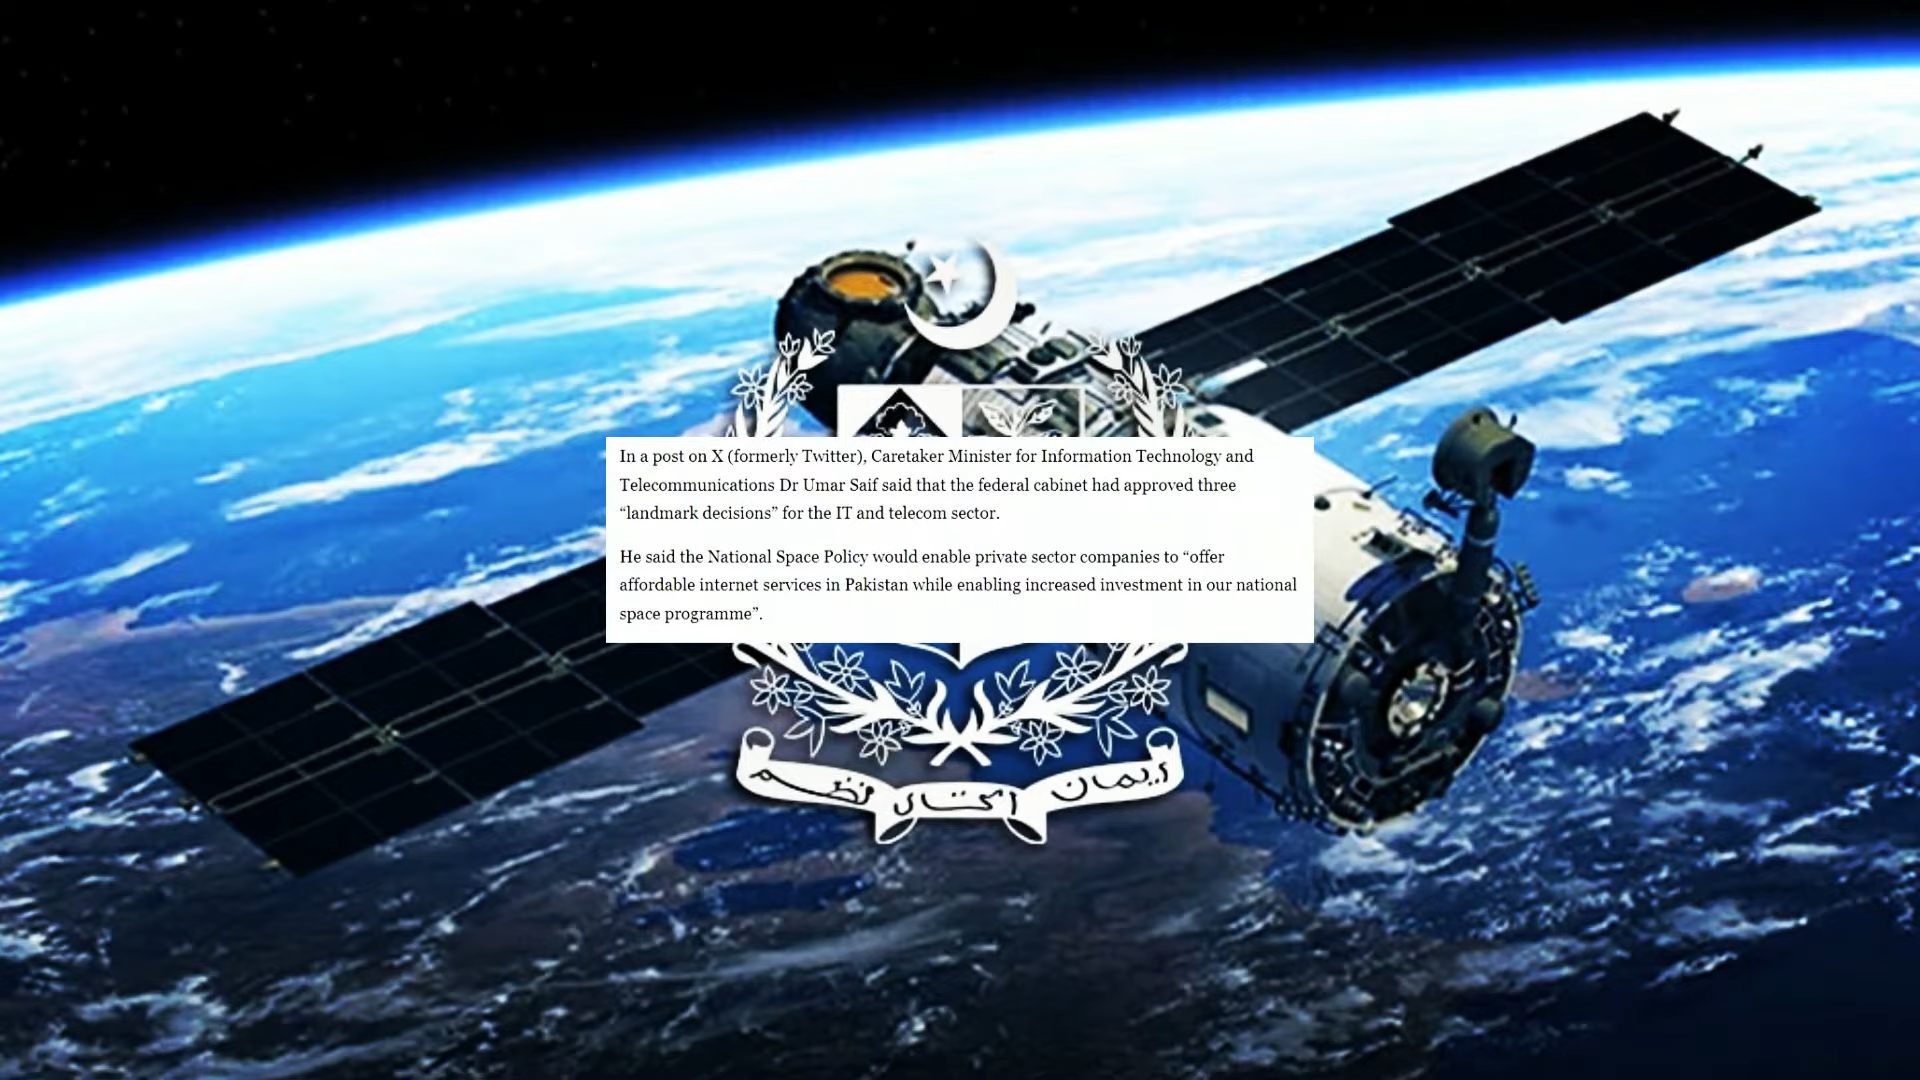 In a post on X (formerly Twitter), Caretaker Minister for Information Technology and
Telecommunications Dr Umar Saif said that the federal cabinet had approved three
“landmark decisions” for the IT and telecom sector.
He said the National Space Policy would enable private sector companies to “offer
affordable internet services in Pakistan while enabling increased investment in our national
space programme”.
ایمان اتحاد نظم